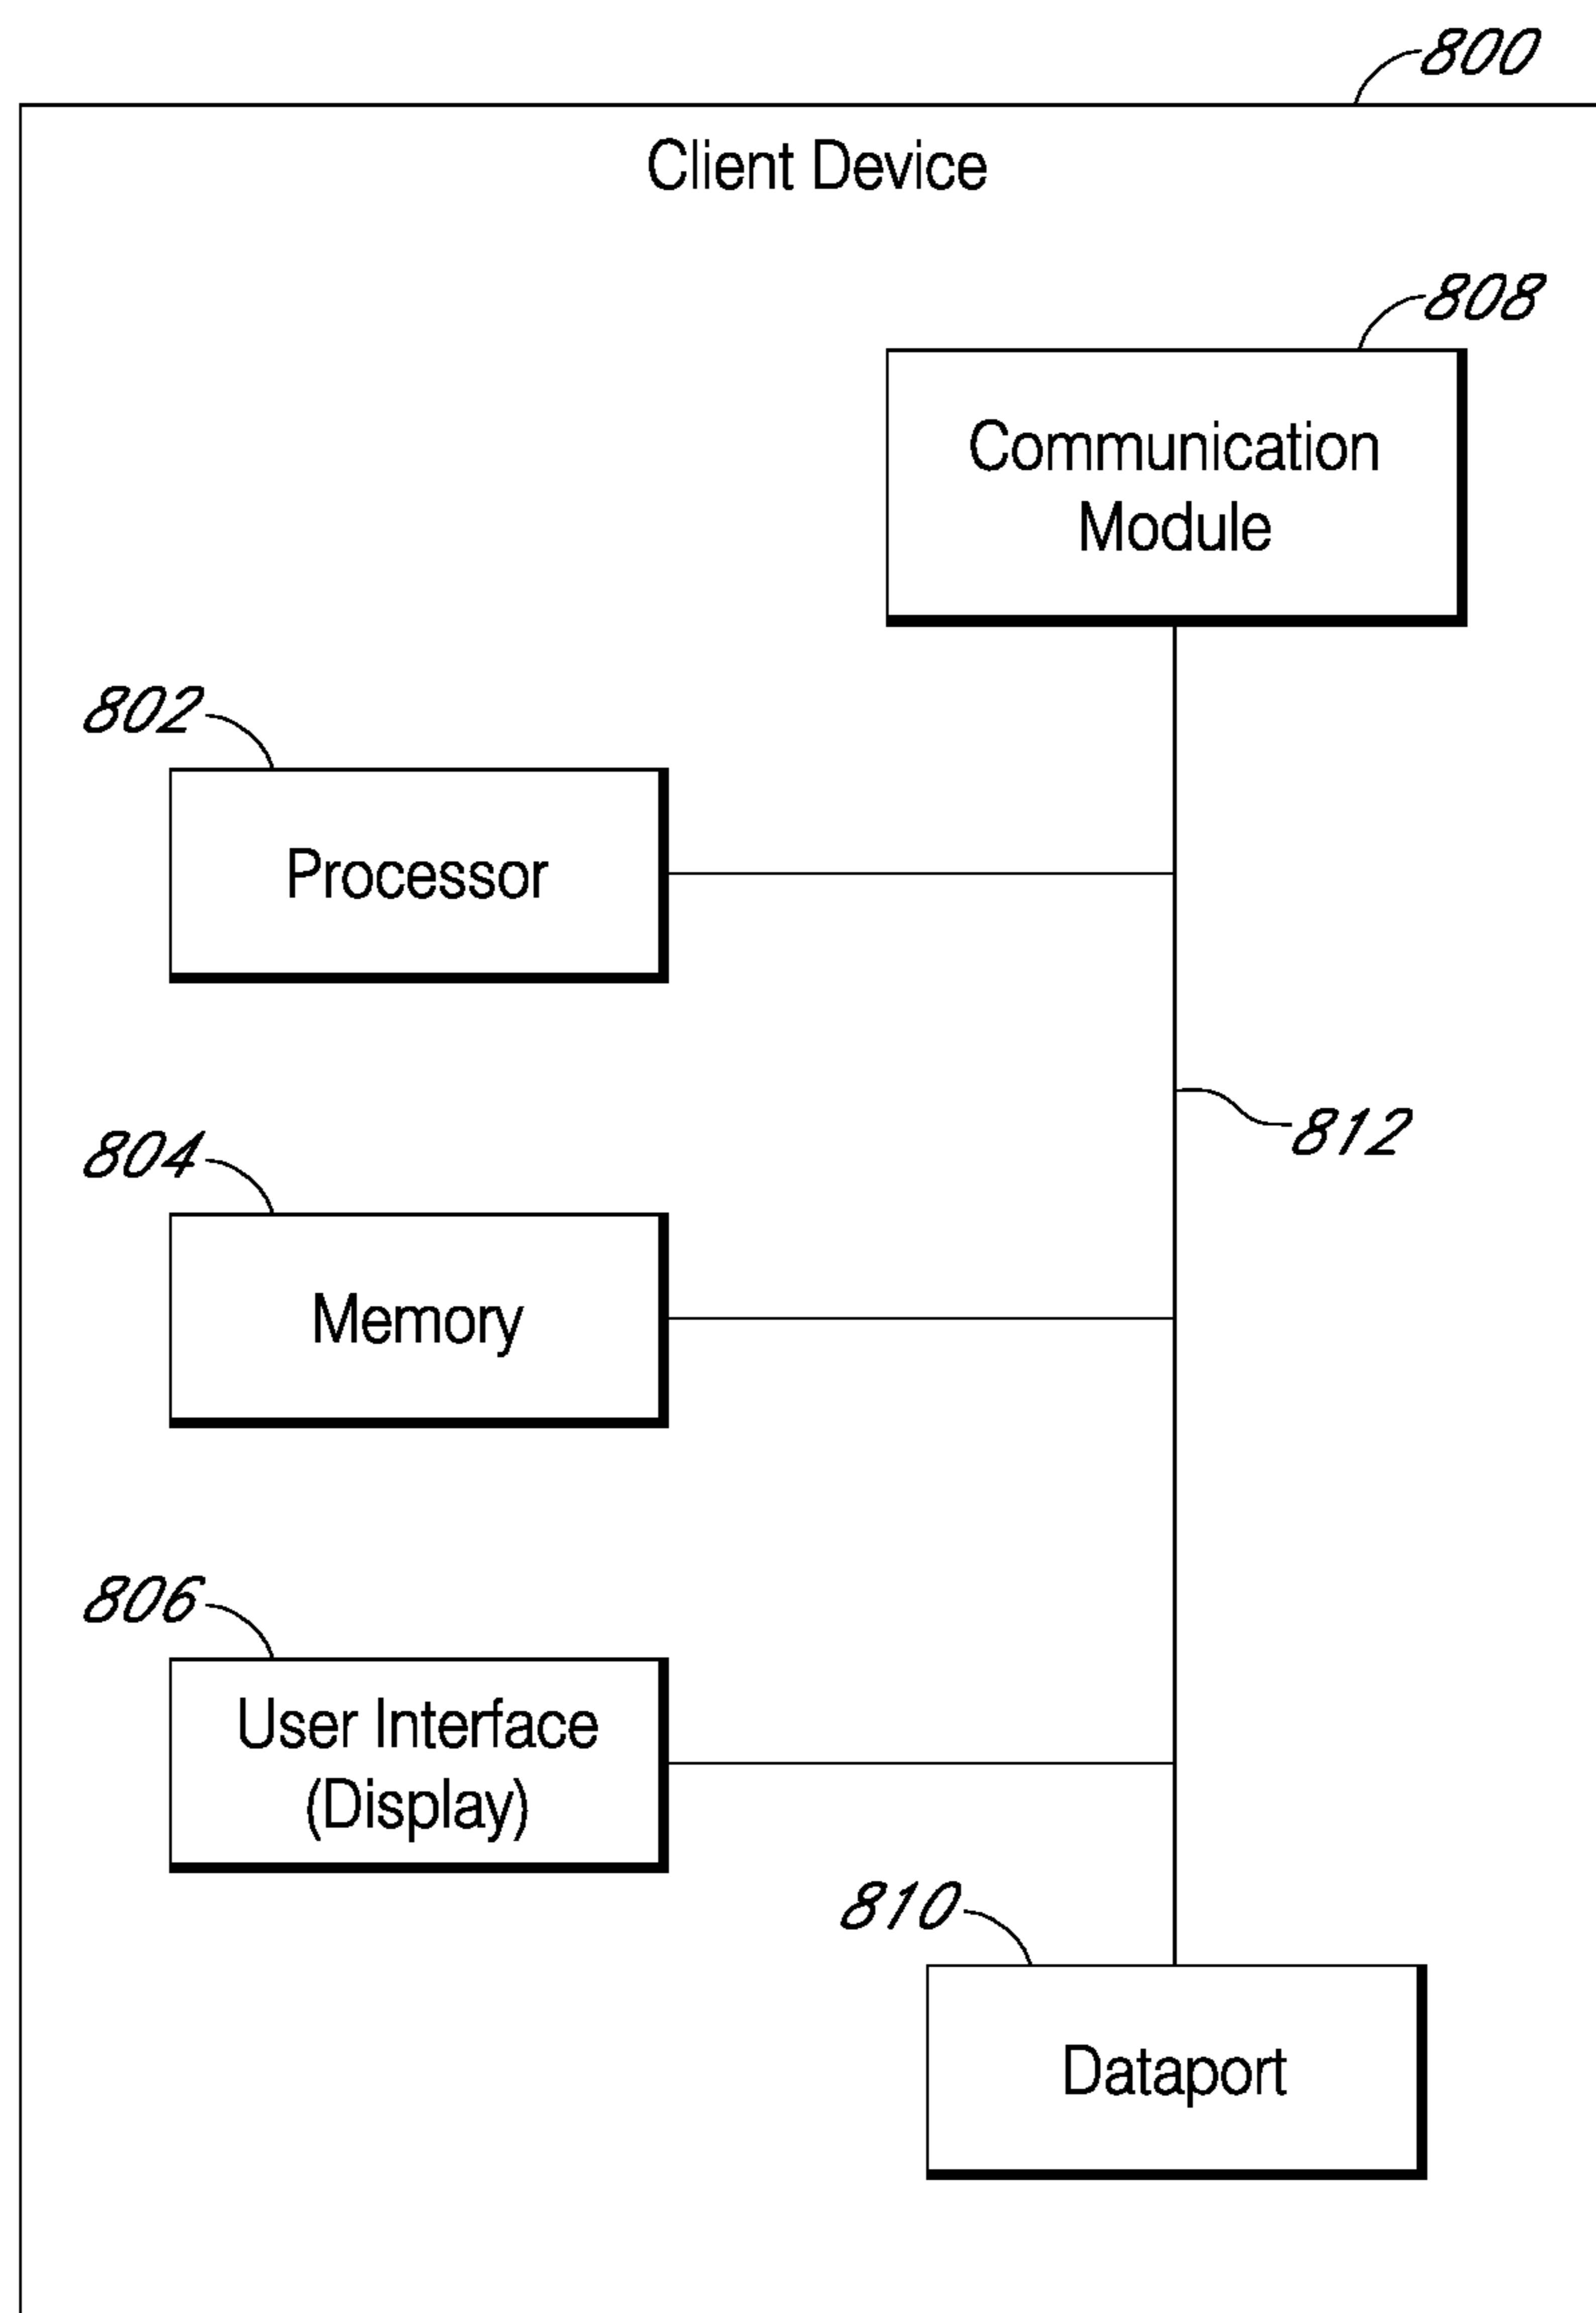 800
Client Device
808
Communication
Module
802
Processor
812
804
Memory
806
User Interface
(Display)
810
Dataport